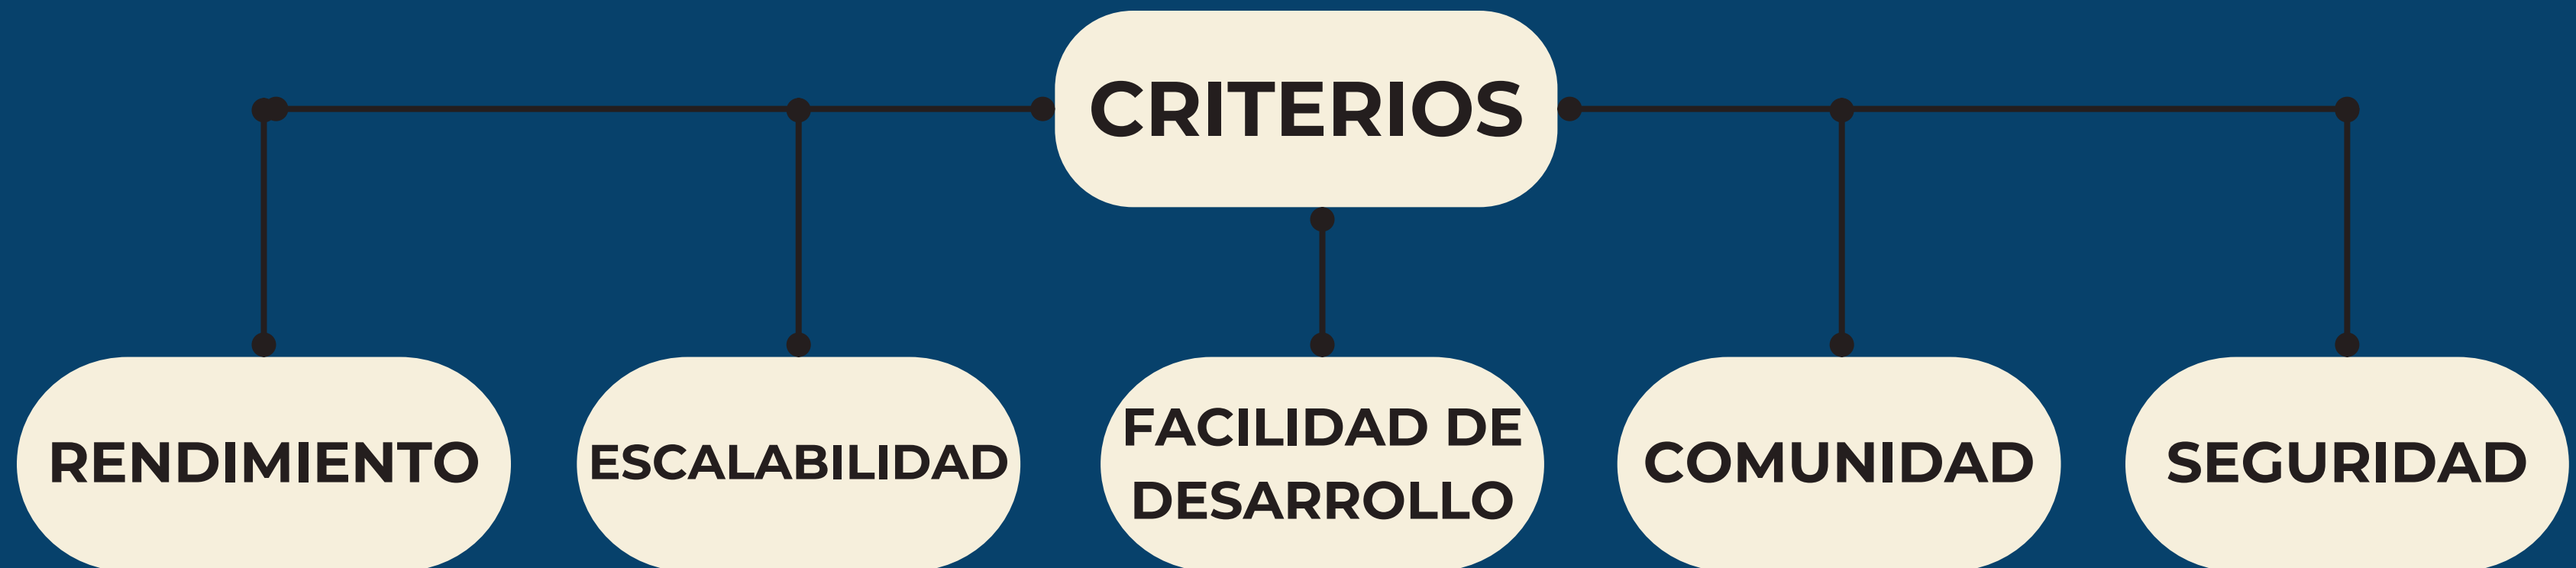 CRITERIOS
RENDIMIENTO
ESCALABILIDAD
FACILIDAD DE
DESARROLLO
COMUNIDAD
SEGURIDAD